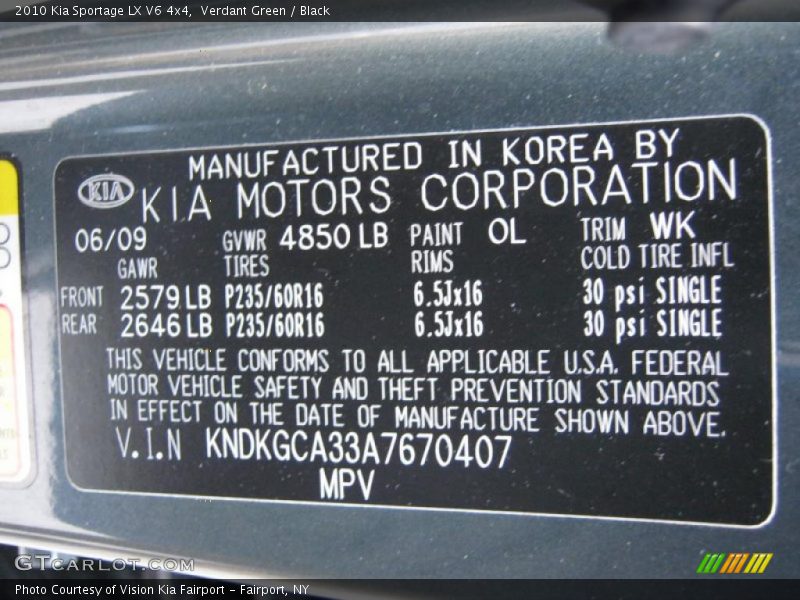 2010 Kia Sportage LX V6 4x4,  Verdant Green / Black
MANUFACTURED IN KOREA BY
KIA KIA MOTORS CORPORATION
06/09 GVWR 4850 LB PAINT OL TRIM WK
GAWR TIRES RIMS COLD TIRE INFL
FRONT 2579 LB P235/60R16 6.5Jx16 30 psi SINGLE
REAR 2646 LB P235/60R16 6.5Jx16 30 psi SINGLE
THIS VEHICLE CONFORMS TO ALL APPLICABLE U.S.A. FEDERAL
MOTOR VEHICLE SAFETY AND THEFT PREVENTION STANDARDS
IN EFFECT ON THE DATE OF MANUFACTURE SHOWN ABOVE.
V.I.N KNDKGCA33A7670407
MPV
GTCARLOT.COM
Photo Courtesy of Vision Kia Fairport – Fairport, NY